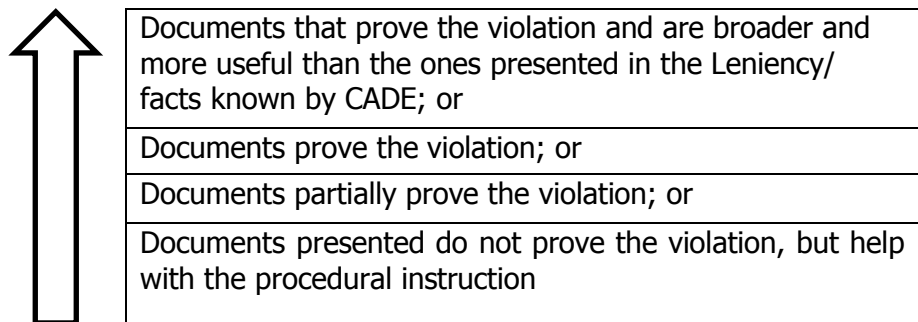 Documents that prove the violation and are broader and
more useful than the ones presented in the Leniency/
facts known by CADE; or
Documents prove the violation; or
Documents partially prove the violation; or
Documents presented do not prove the violation, but help
with the procedural instruction